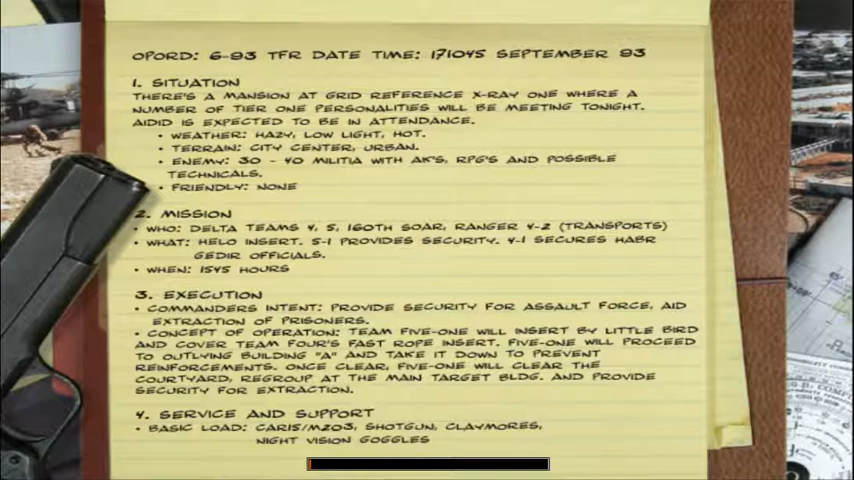 OPORD: 6-93 TFR DATE TIME: 171045 SEPTEMBER 93
1. SITUATION
THERE'S A MANSION AT GRID REFERENCE X-RAY ONE WHERE A
NUMBER OF TIER ONE PERSONALITIES WILL BE MEETING TONIGHT.
AIDID IS EXPECTED TO BE IN ATTENDANCE.
• WEATHER: HAZY, LOW LIGHT, HOT.
• TERRAIN: CITY CENTER, URBAN.
• ENEMY: 30 - 40 MILITIA WITH AK'S, RPG'S AND POSSIBLE
TECHNICALS.
• FRIENDLY: NONE
2. MISSION
• WHO: DELTA TEAMS 4, 5, 160TH SOAR, RANGER 4-2 (TRANSPORTS)
• WHAT: HELO INSERT. 5-1 PROVIDES SECURITY. 4-1 SECURES HABR
GEDIR OFFICIALS.
• WHEN: 1545 HOURS
3. EXECUTION
• COMMANDERS INTENT: PROVIDE SECURITY FOR ASSAULT FORCE, AID
EXTRACTION OF PRISONERS.
• CONCEPT OF OPERATION: TEAM FIVE-ONE WILL INSERT BY LITTLE BIRD
AND COVER TEAM FOUR'S FAST ROPE INSERT. FIVE-ONE WILL PROCEED
TO OUTLYING BUILDING "A" AND TAKE IT DOWN TO PREVENT
REINFORCEMENTS. ONCE CLEAR, FIVE-ONE WILL CLEAR THE
COURTYARD, REGROUP AT THE MAIN TARGET BLDG. AND PROVIDE
SECURITY FOR EXTRACTION.
4. SERVICE AND SUPPORT
• BASIC LOAD: CAR15/M203, SHOTGUN, CLAYMORES,
NIGHT VISION GOGGLES